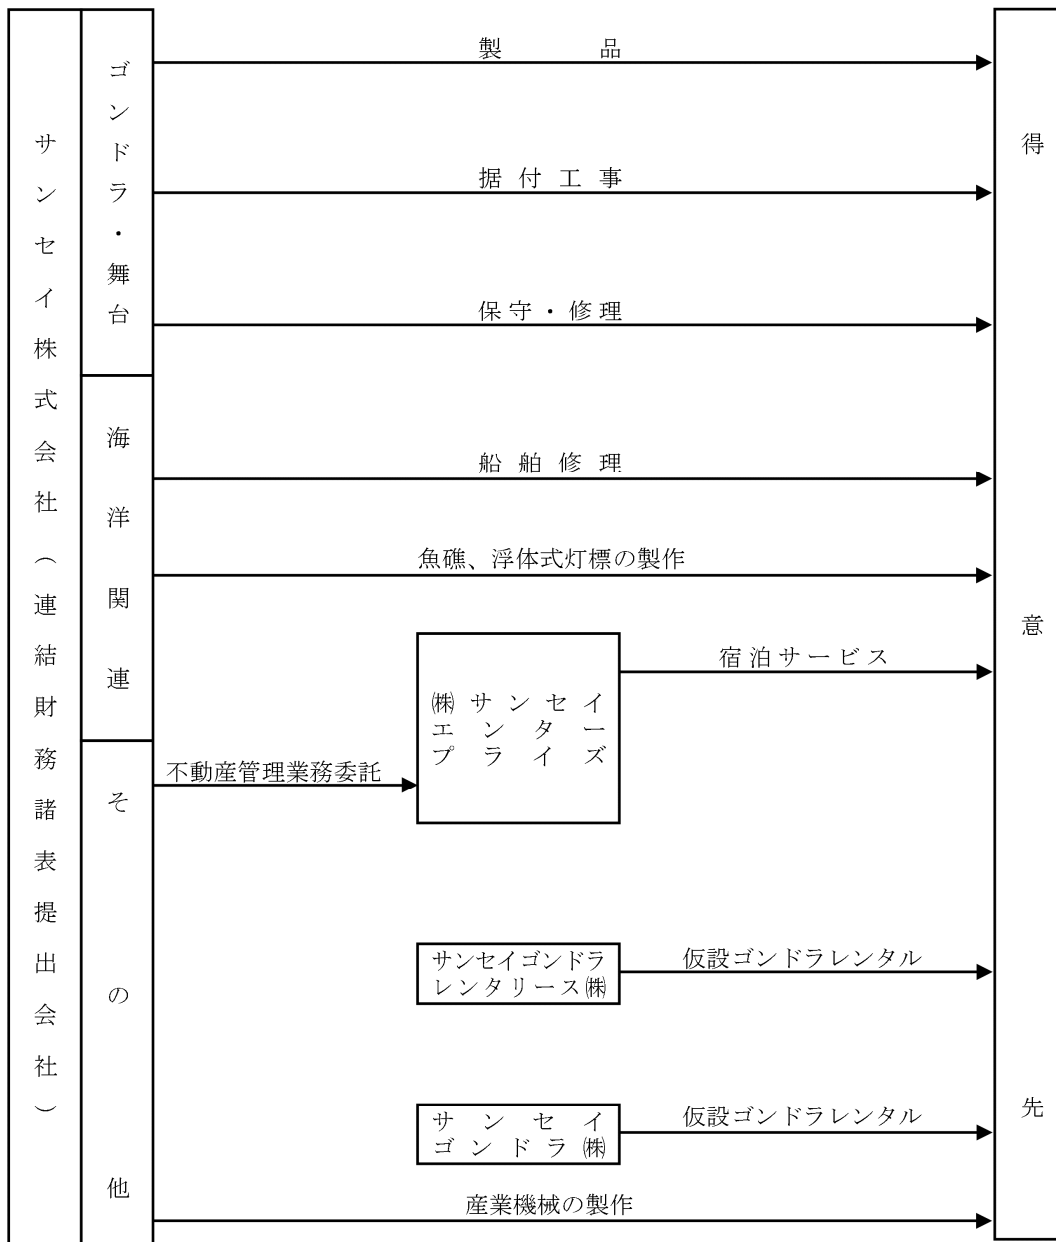 サンセイ株式会社（連結財務諸表提出会社）
ゴンドラ・舞台
製品
据付工事
保守・修理
海洋関連
船舶修理
魚礁、浮体式灯標の製作
㈱サンセイ
エンター
プライズ
宿泊サービス
その他
不動産管理業務委託
サンセイゴンドラ
レンタリース㈱
仮設ゴンドラレンタル
サンセイ
ゴンドラ㈱
仮設ゴンドラレンタル
産業機械の製作
得意先